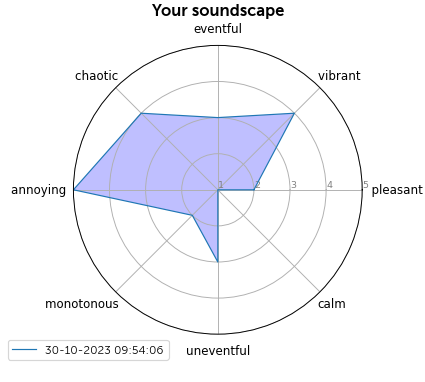 Your soundscape
eventful
chaotic
vibrant
annoying
1 2 3 4 5
pleasant
monotonous
calm
uneventful
30-10-2023 09:54:06